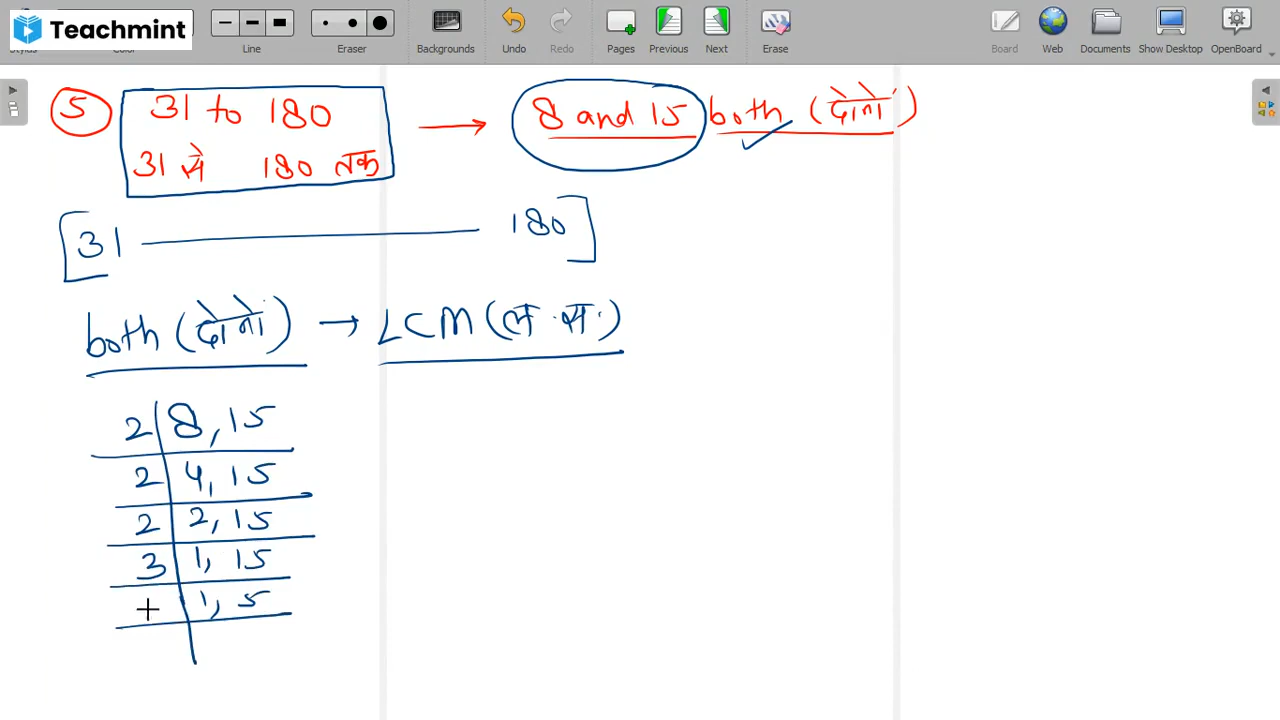 Teachmint
Styles Color Line Eraser Backgrounds Undo Redo Pages Previous Next Erase Board Web Documents Show Desktop OpenBoard
5 31 to 180 → 8 and 15 both (दोनों)
31 से 180 तक
[31 — 180]
both (दोनों) → LCM (ल.स.)
2 | 8, 15
2 | 4, 15
2 | 2, 15
3 | 1, 15
1, 5